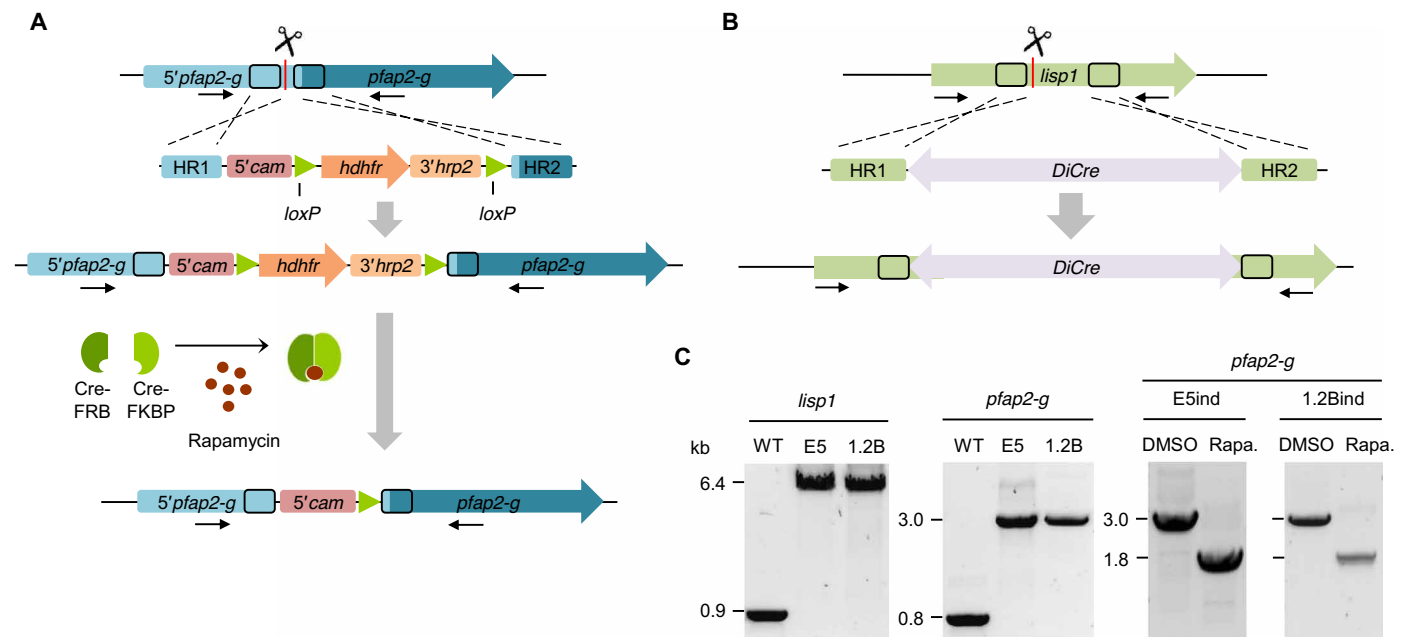 A
5'pfap2-g pfap2-g
HR1 5'cam hdhfr 3'hrp2 HR2
loxP loxP
5'pfap2-g 5'cam hdhfr 3'hrp2 pfap2-g
Cre-FRB
Cre-FKBP
Rapamycin
5'pfap2-g 5'cam pfap2-g
B
lisp1
HR1 DiCre HR2
DiCre
C
lisp1
WT E5 1.2B
kb
6.4
0.9
pfap2-g
WT E5 1.2B
3.0
0.8
pfap2-g
E5ind 1.2Bind
DMSO Rapa. DMSO Rapa.
3.0
1.8